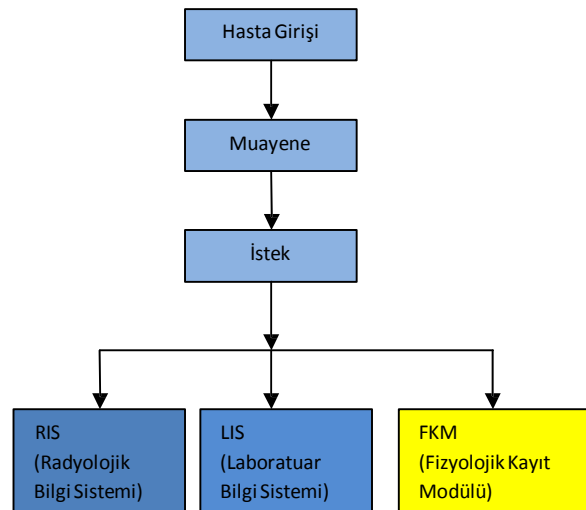 Hasta Girişi
Muayene
İstek
RIS
(Radyolojik
Bilgi Sistemi)
LIS
(Laboratuar
Bilgi Sistemi)
FKM
(Fizyolojik Kayıt
Modülü)